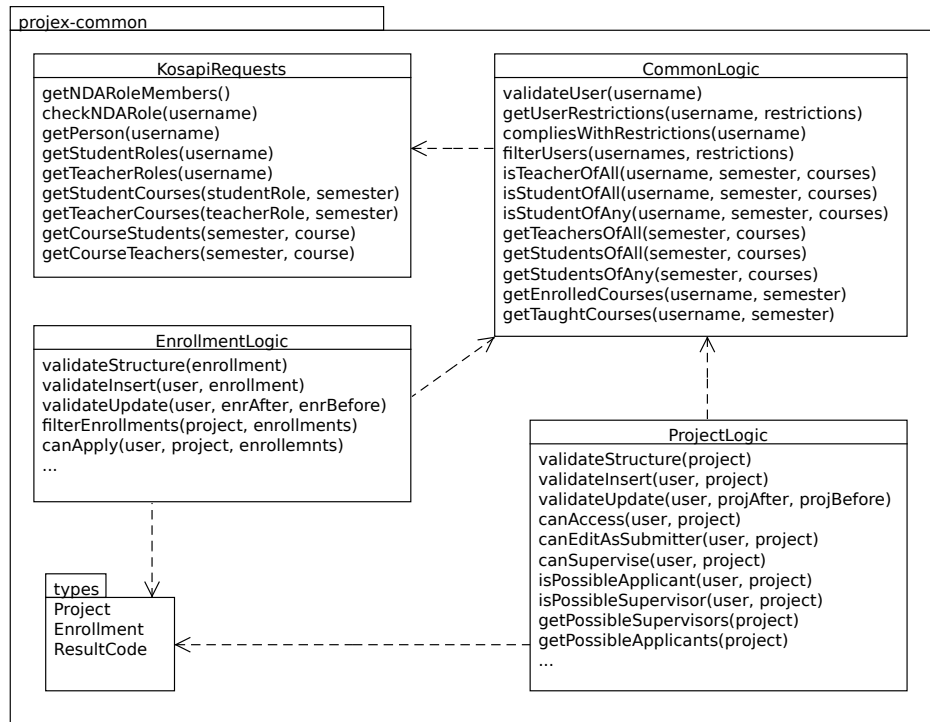 projex-common
KosapiRequests
getNDARoleMembers()
checkNDARole(username)
getPerson(username)
getStudentRoles(username)
getTeacherRoles(username)
getStudentCourses(studentRole, semester)
getTeacherCourses(teacherRole, semester)
getCourseStudents(semester, course)
getCourseTeachers(semester, course)
CommonLogic
validateUser(username)
getUserRestrictions(username, restrictions)
compliesWithRestrictions(username)
filterUsers(usernames, restrictions)
isTeacherOfAll(username, semester, courses)
isStudentOfAll(username, semester, courses)
isStudentOfAny(username, semester, courses)
getTeachersOfAll(semester, courses)
getStudentsOfAll(semester, courses)
getStudentsOfAny(semester, courses)
getEnrolledCourses(username, semester)
getTaughtCourses(username, semester)
EnrollmentLogic
validateStructure(enrollment)
validateInsert(user, enrollment)
validateUpdate(user, enrAfter, enrBefore)
filterEnrollments(project, enrollments)
canApply(user, project, enrollemnts)
...
ProjectLogic
validateStructure(project)
validateInsert(user, project)
validateUpdate(user, projAfter, projBefore)
canAccess(user, project)
canEditAsSubmitter(user, project)
canSupervise(user, project)
isPossibleApplicant(user, project)
isPossibleSupervisor(user, project)
getPossibleSupervisors(project)
getPossibleApplicants(project)
...
types
Project
Enrollment
ResultCode